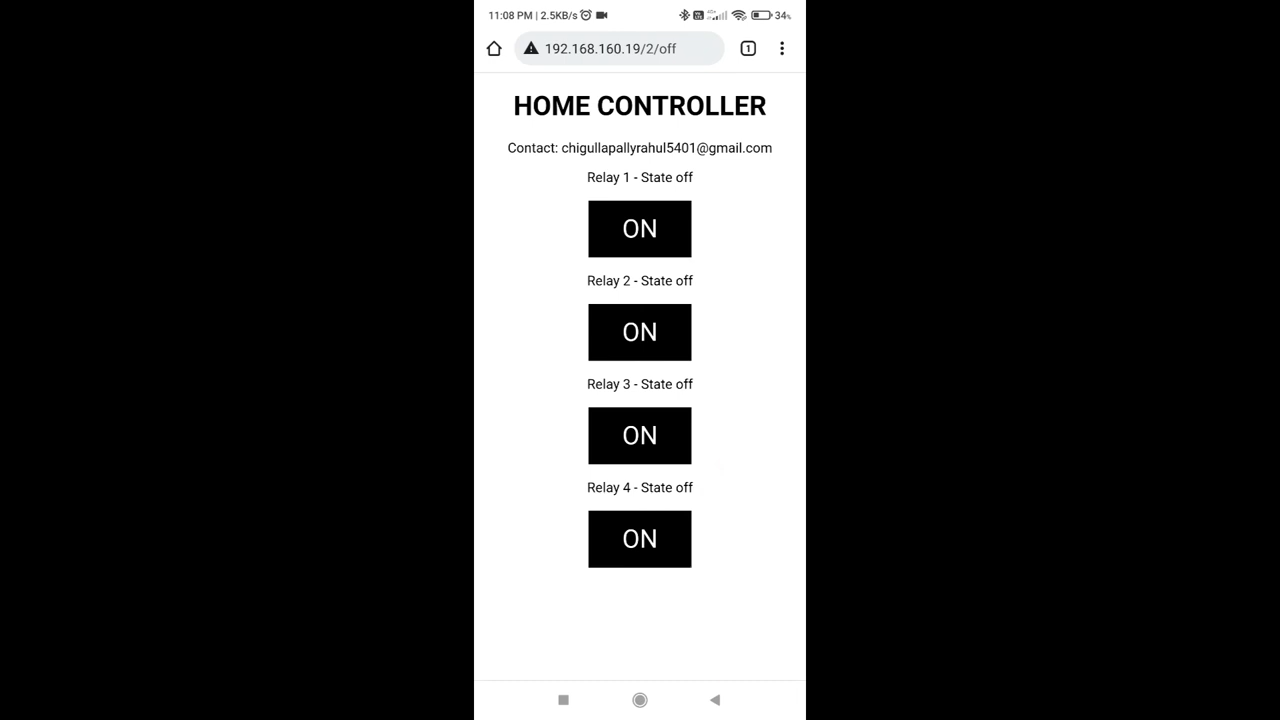 11:08 PM | 2.5KB/s 34%
192.168.160.19/2/off 1
HOME CONTROLLER
Contact: chigullapallyrahul5401@gmail.com
Relay 1 - State off
ON
Relay 2 - State off
ON
Relay 3 - State off
ON
Relay 4 - State off
ON